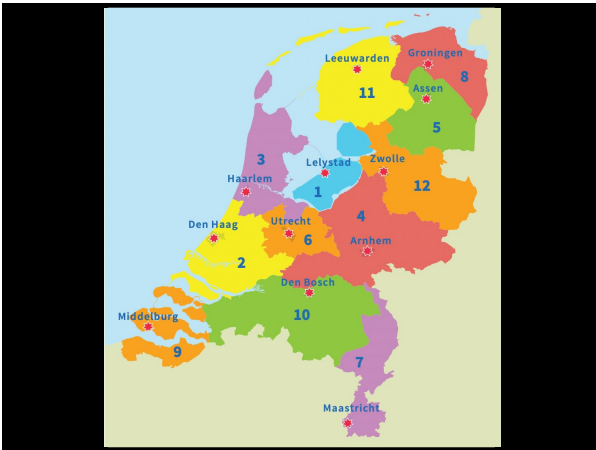 Groningen
Leeuwarden
8
Assen
11
5
3
Lelystad
Zwolle
Haarlem
1
12
4
Den Haag
Utrecht
6
Arnhem
2
Den Bosch
10
Middelburg
9
7
Maastricht